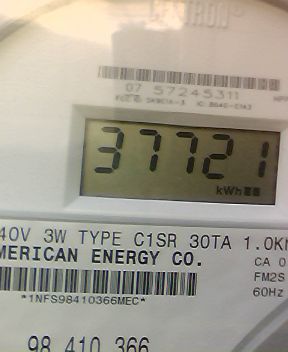 CENTRON®
07 57245311
37721
kWh
40V 3W TYPE C1SR 30TA 1.0K
MERICAN ENERGY CO.
CA 0
FM2S
60Hz
*1NFS98410366MEC*
98 410 366